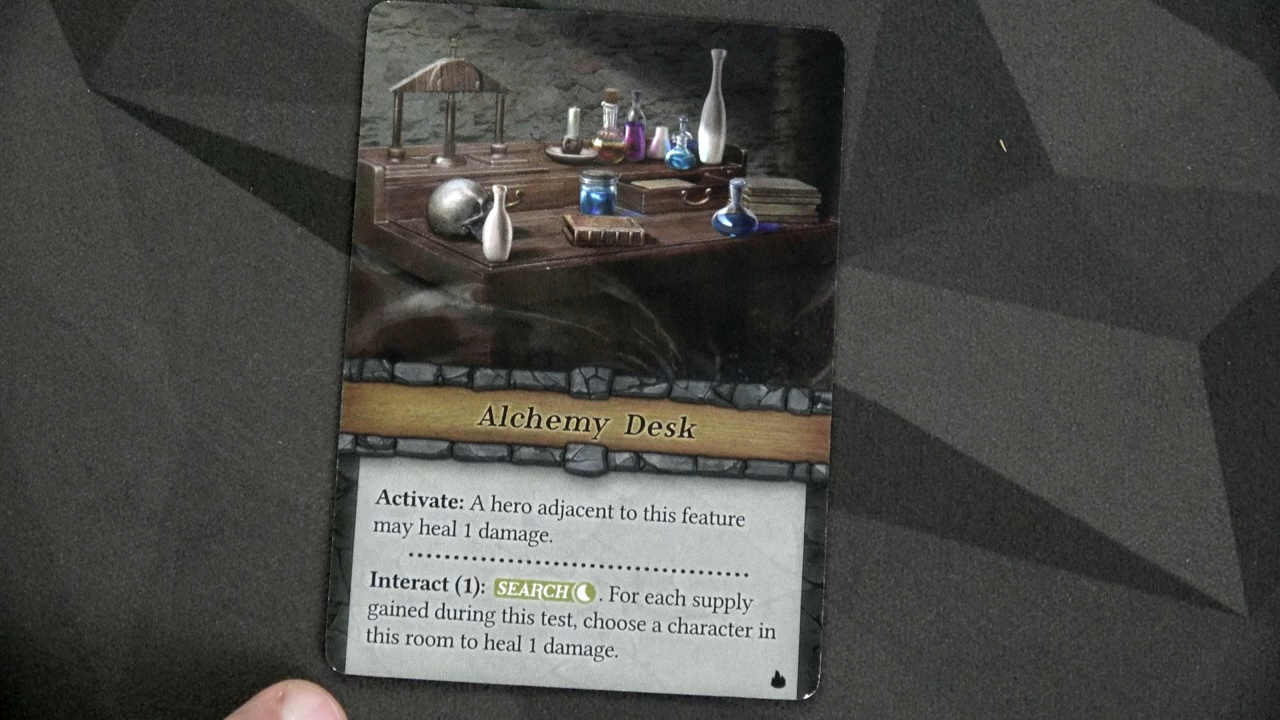 Alchemy Desk
Activate: A hero adjacent to this feature
may heal 1 damage.
Interact (1): SEARCH. For each supply
gained during this test, choose a character in
this room to heal 1 damage.